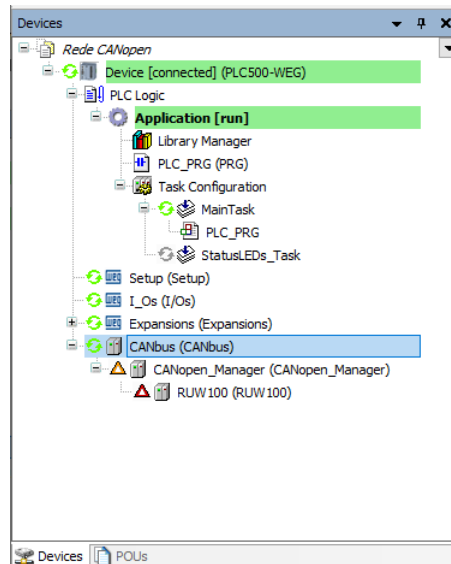 Devices
Rede CANopen
Device [connected] (PLC500-WEG)
PLC Logic
Application [run]
Library Manager
PLC_PRG (PRG)
Task Configuration
MainTask
PLC_PRG
StatusLEDs_Task
Setup (Setup)
I_Os (I/Os)
Expansions (Expansions)
CANbus (CANbus)
CANopen_Manager (CANopen_Manager)
RUW100 (RUW100)
Devices POUs